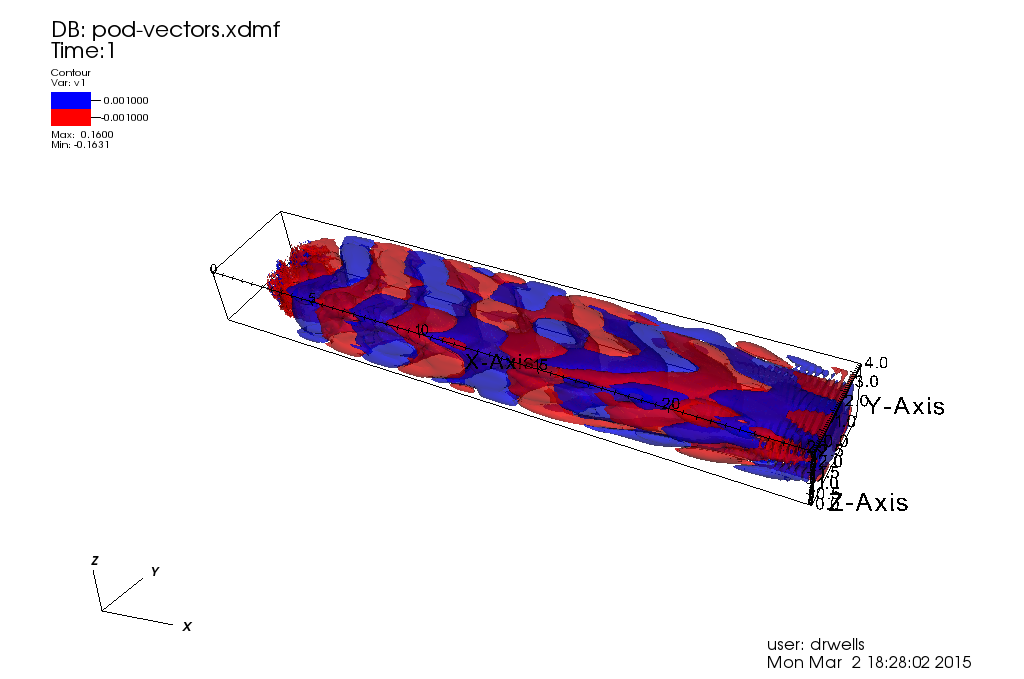 DB: pod-vectors.xdmf
Time:1
Contour
Var: v1
0.001000
-0.001000
Max: 0.1600
Min: -0.1631
0
5
10
X-Axis
15
20
4.0
3.0
Y-Axis
Z-Axis
Z
Y
X
user: drwells
Mon Mar 2 18:28:02 2015